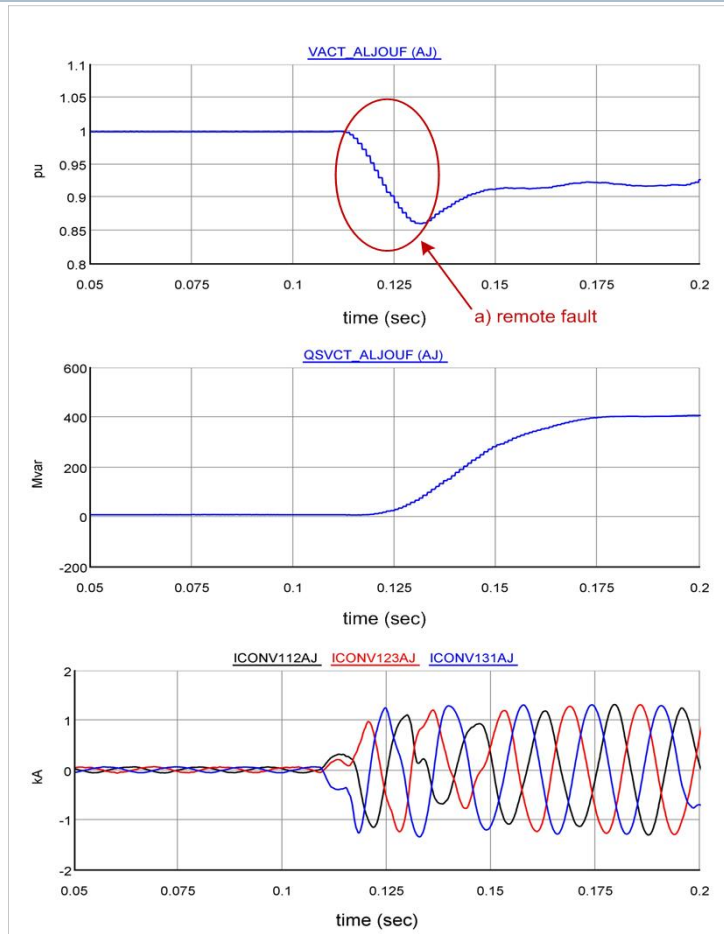 VACT_ALJOUF (AJ)
1.1
1.05
1
0.95
0.9
0.85
0.8
pu
0.05 0.075 0.1 0.125 0.15 0.175 0.2
time (sec)
a) remote fault
QSVCT_ALJOUF (AJ)
600
400
200
0
-200
Mvar
0.05 0.075 0.1 0.125 0.15 0.175 0.2
time (sec)
ICONV112AJ ICONV123AJ ICONV131AJ
2
1
0
-1
-2
kA
0.05 0.075 0.1 0.125 0.15 0.175 0.2
time (sec)